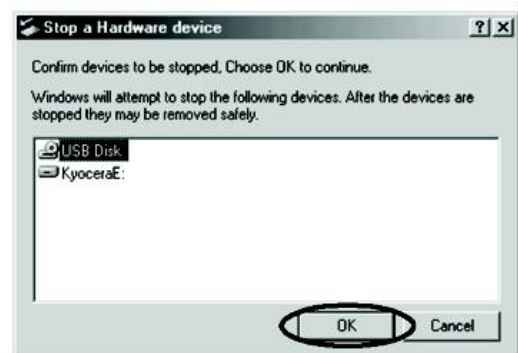 Stop a Hardware device
Confirm devices to be stopped, Choose OK to continue.
Windows will attempt to stop the following devices. After the devices are
stopped they may be removed safely.
USB Disk
KyoceraE:
OK Cancel